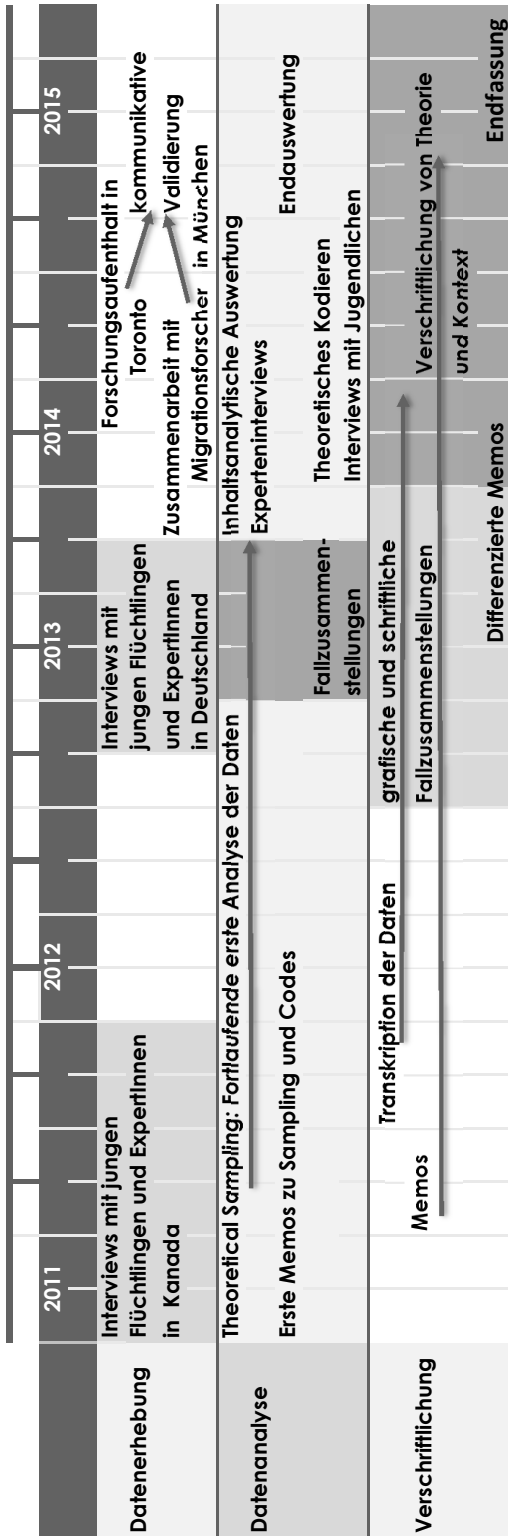 2011
2012
2013
2014
2015
Datenerhebung
Interviews mit jungen
Flüchtlingen und ExpertInnen
in Kanada
Interviews mit
jungen Flüchtlingen
und ExpertInnen
in Deutschland
Forschungsaufenthalt in
Toronto
kommunikative
Validierung
in München
Zusammenarbeit mit
Migrationsforscher
Datenanalyse
Theoretical Sampling: Fortlaufende erste Analyse der Daten
Erste Memos zu Sampling und Codes
Fallzusammen-
stellungen
Inhaltsanalytische Auswertung
Experteninterviews
Theoretisches Kodieren
Interviews mit Jugendlichen
Endauswertung
Verschriftlichung
Transkription der Daten
Memos
grafische und schriftliche
Fallzusammenstellungen
Differenzierte Memos
Verschriftlichung von Theorie
und Kontext
Endfassung